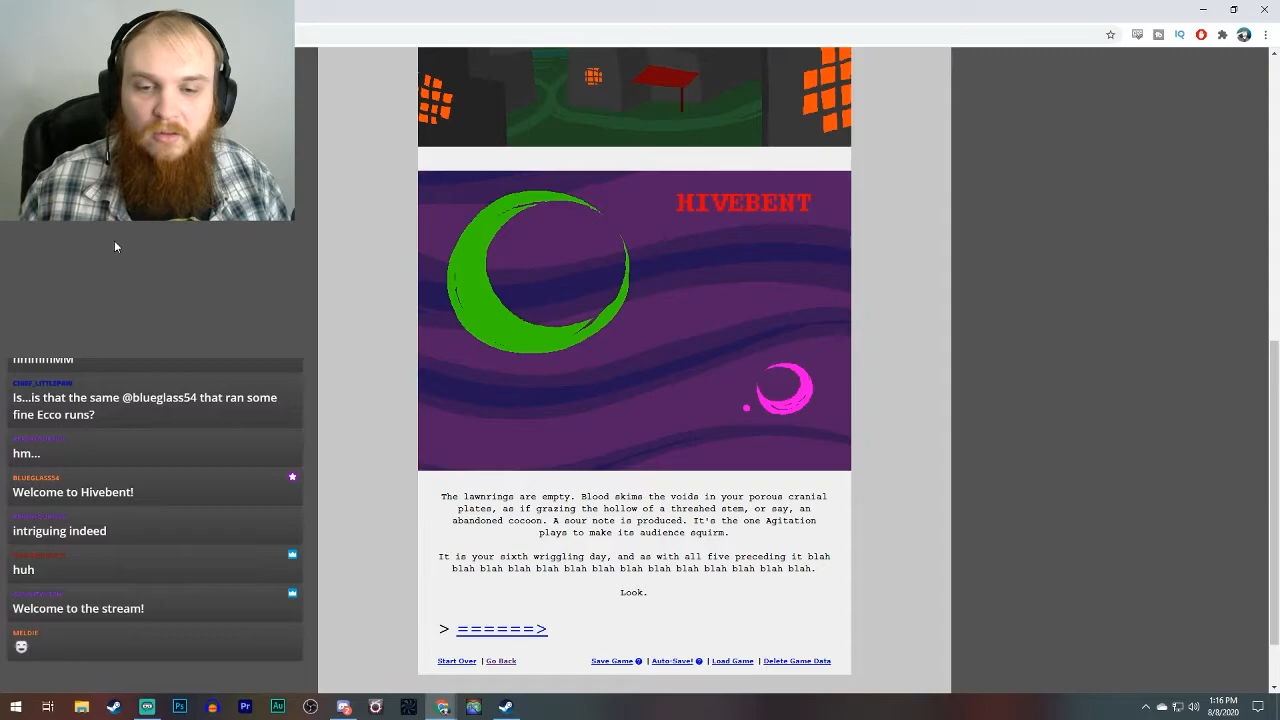 HIVEBENT
hmmmmMM
CHIEF_LITTLEPAW
Is...is that the same @blueglass54 that ran some
fine Ecco runs?
hm...
BLUEGLASS54
Welcome to Hivebent!
intriguing indeed
huh
Welcome to the stream!
MELDIE
The lawnrings are empty. Blood skims the voids in your porous cranial
plates, as if grazing the hollow of a threshed stem, or say, an
abandoned cocoon. A sour note is produced. It's the one Agitation
plays to make its audience squirm.
It is your sixth wriggling day, and as with all five preceding it blah
blah blah blah blah blah blah blah blah blah blah blah blah blah.
Look.
> ======>
Start Over | Go Back
Save Game ? | Auto-Save! ? | Load Game | Delete Game Data
1:16 PM
8/8/2020